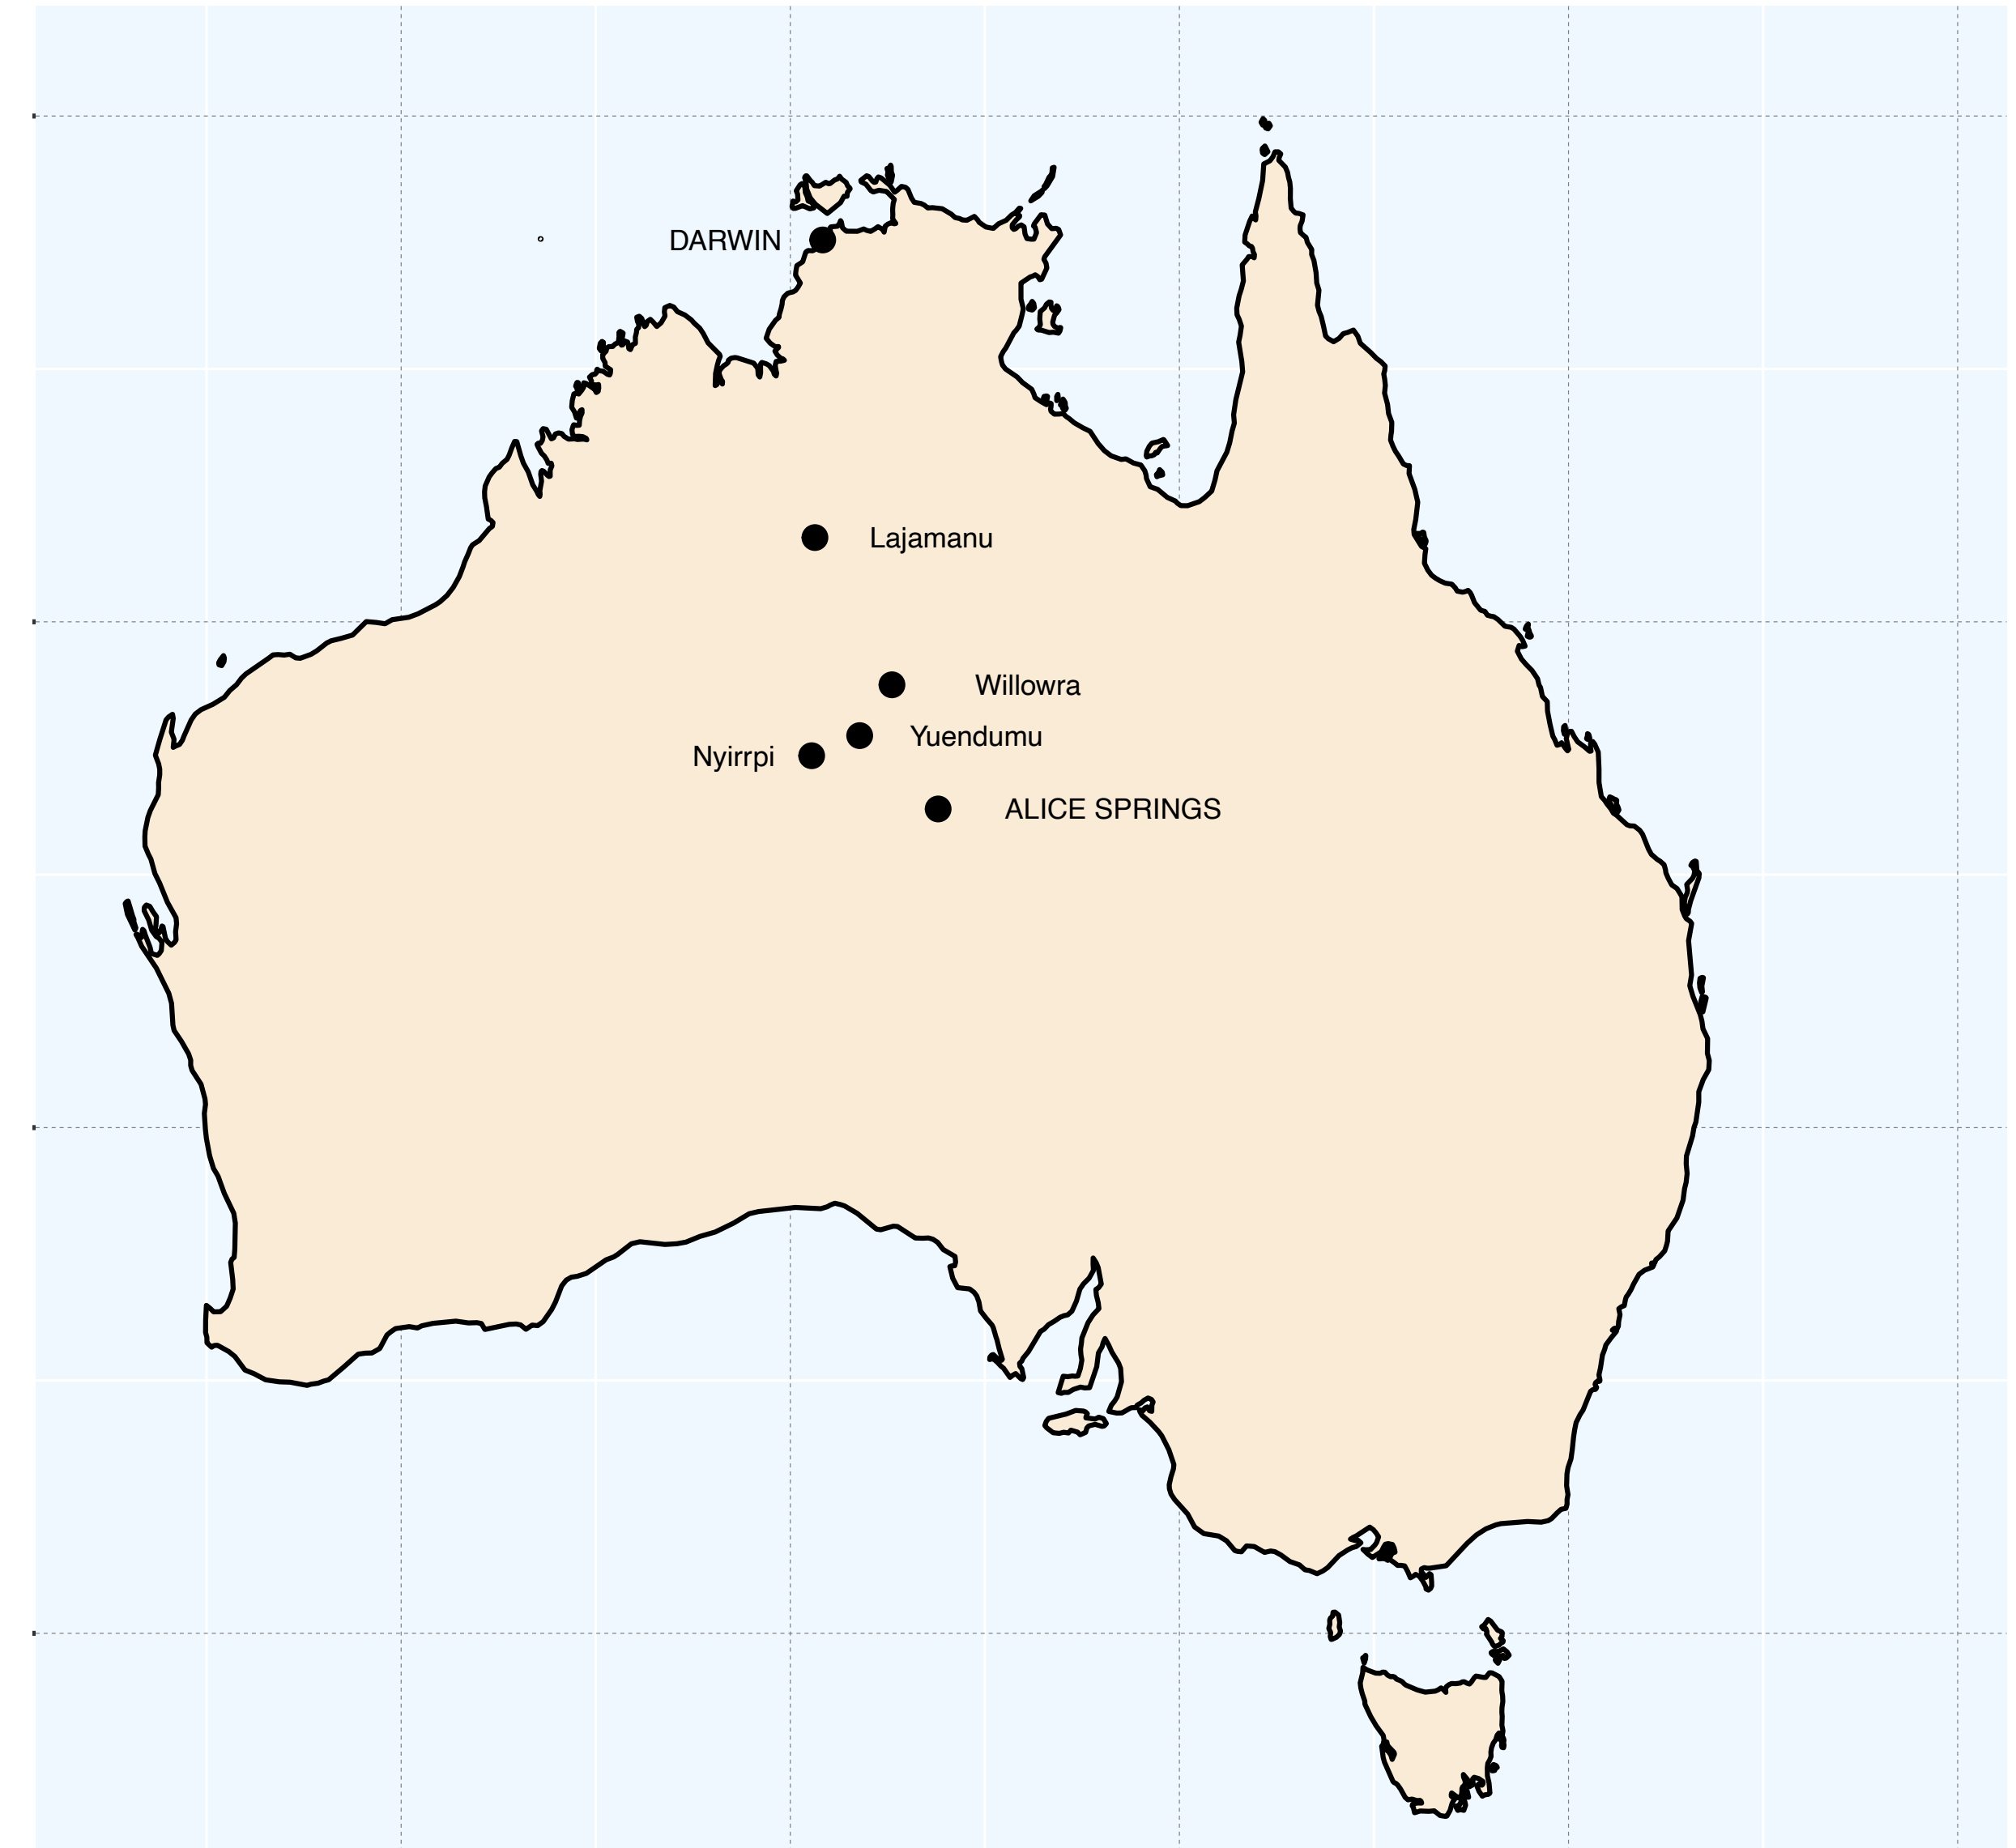 DARWIN
Lajamanu
Willowra
Yuendumu
Nyirrpi
ALICE SPRINGS